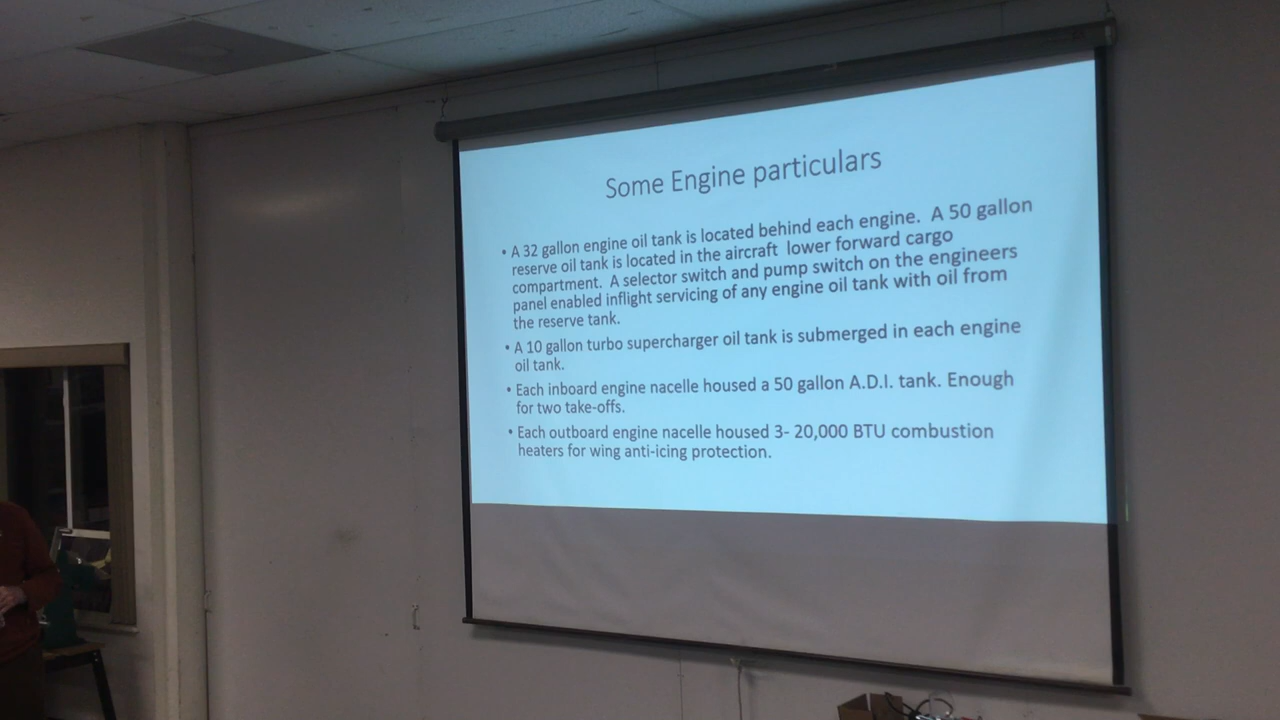 Some Engine particulars
• A 32 gallon engine oil tank is located behind each engine. A 50 gallon
reserve oil tank is located in the aircraft lower forward cargo
compartment. A selector switch and pump switch on the engineers
panel enabled inflight servicing of any engine oil tank with oil from
the reserve tank.
• A 10 gallon turbo supercharger oil tank is submerged in each engine
oil tank.
• Each inboard engine nacelle housed a 50 gallon A.D.I. tank. Enough
for two take-offs.
• Each outboard engine nacelle housed 3- 20,000 BTU combustion
heaters for wing anti-icing protection.